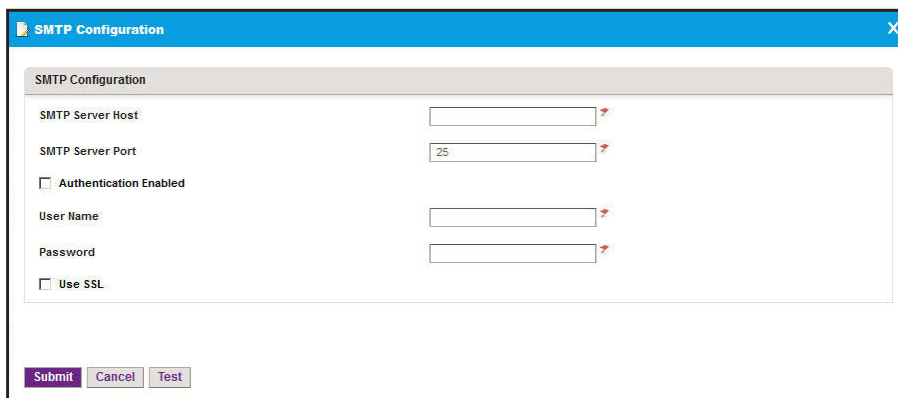 SMTP Configuration X
SMTP Configuration
SMTP Server Host
SMTP Server Port 25
Authentication Enabled
User Name
Password
Use SSL
Submit Cancel Test